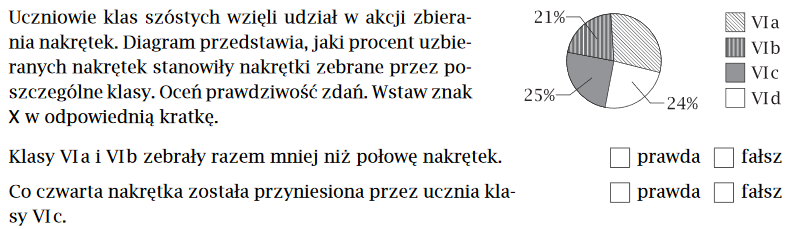 Uczniowie klas szóstych wzięli udział w akcji zbiera-
nia nakrętek. Diagram przedstawia, jaki procent uzbie-
ranych nakrętek stanowiły nakrętki zebrane przez po-
szczególne klasy. Oceń prawdziwość zdań. Wstaw znak
X w odpowiednią kratkę.
21%
25%
24%
VIa
VIb
VIc
VId
Klasy VIa i VIb zebrały razem mniej niż połowę nakrętek. prawda fałsz
Co czwarta nakrętka została przyniesiona przez ucznia kla- prawda fałsz
sy VIc.